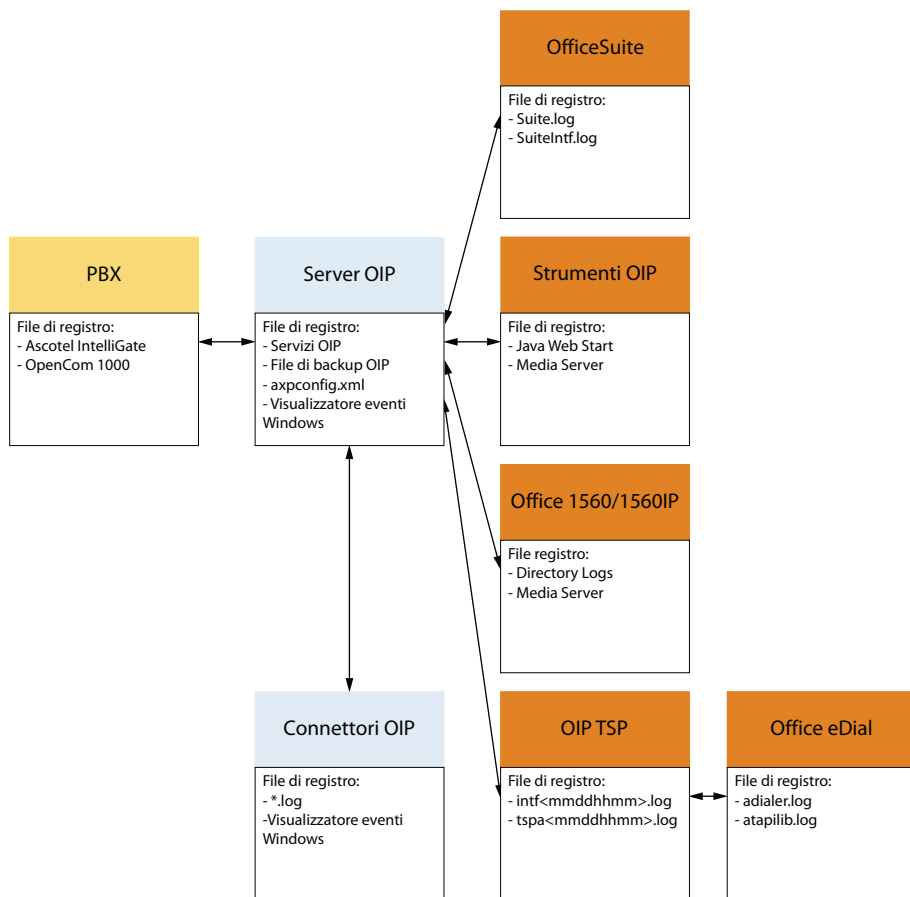 OfficeSuite
File di registro:
- Suite.log
- SuiteIntf.log
PBX
File di registro:
- Ascotel IntelliGate
- OpenCom 1000
Server OIP
File di registro:
- Servizi OIP
- File di backup OIP
- axpconfig.xml
- Visualizzatore eventi
Windows
Strumenti OIP
File di registro:
- Java Web Start
- Media Server
Office 1560/1560IP
File registro:
- Directory Logs
- Media Server
Connettori OIP
File di registro:
- *.log
-Visualizzatore eventi
Windows
OIP TSP
File di registro:
- intf<mmddhhmm>.log
- tspa<mmddhhmm>.log
Office eDial
File di registro:
- adialer.log
- atapilib.log